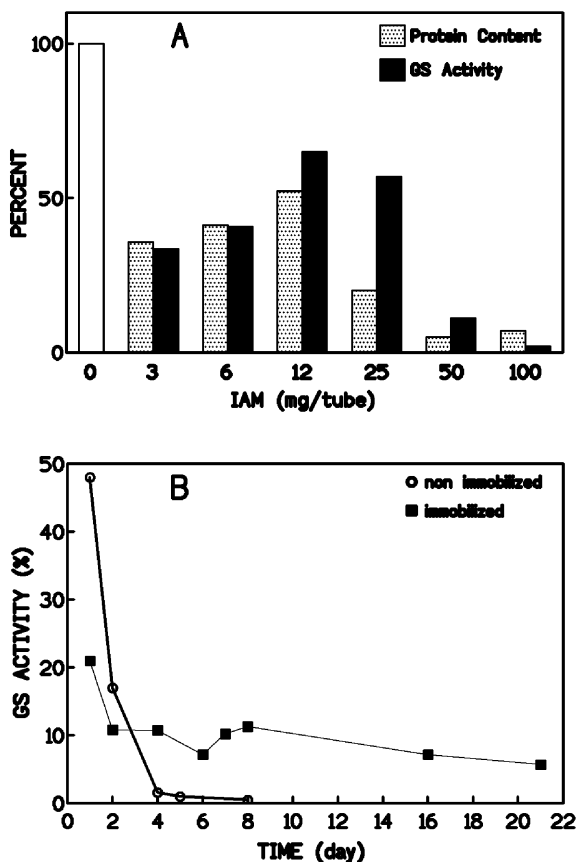 A
Protein Content
GS Activity
PERCENT
100
50
0
0 3 6 12 25 50 100
IAM (mg/tube)
B
non immobilized
immobilized
GS ACTIVITY (%)
50
40
30
20
10
0
0 2 4 6 8 10 12 14 16 18 20 22
TIME (day)